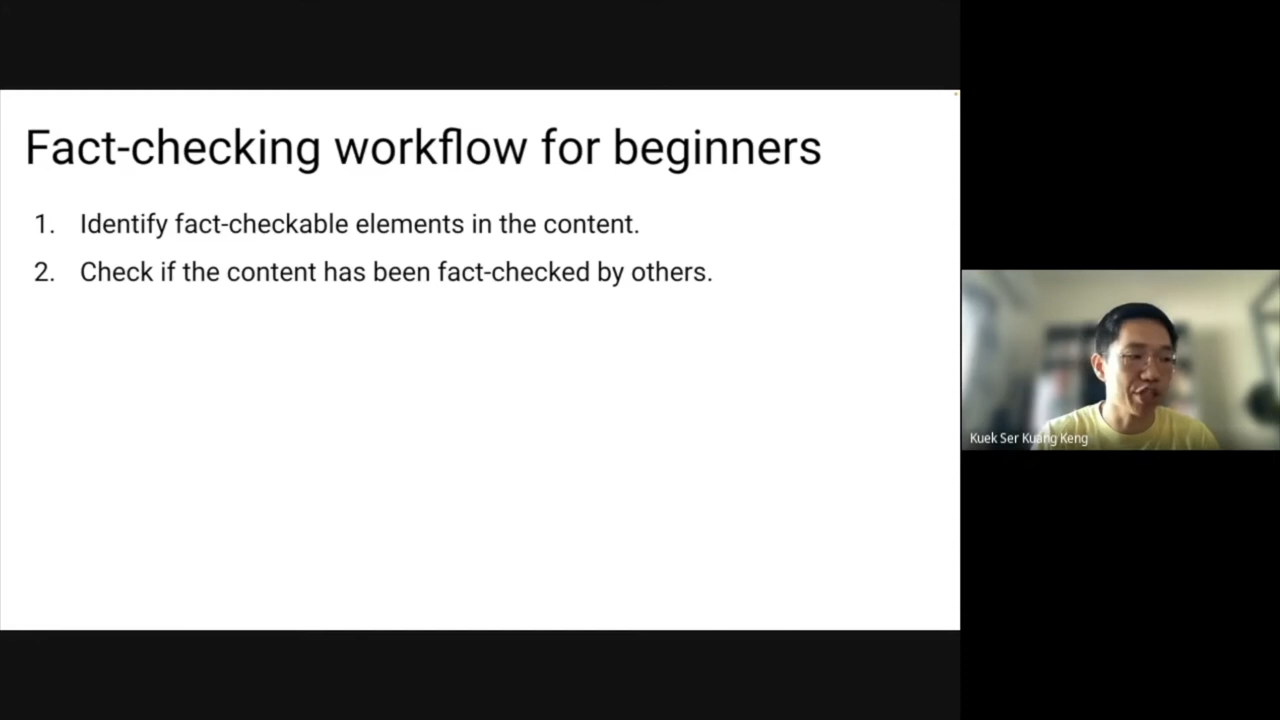 Fact-checking workflow for beginners
1. Identify fact-checkable elements in the content.
2. Check if the content has been fact-checked by others.
Kuek Ser Kuang Keng